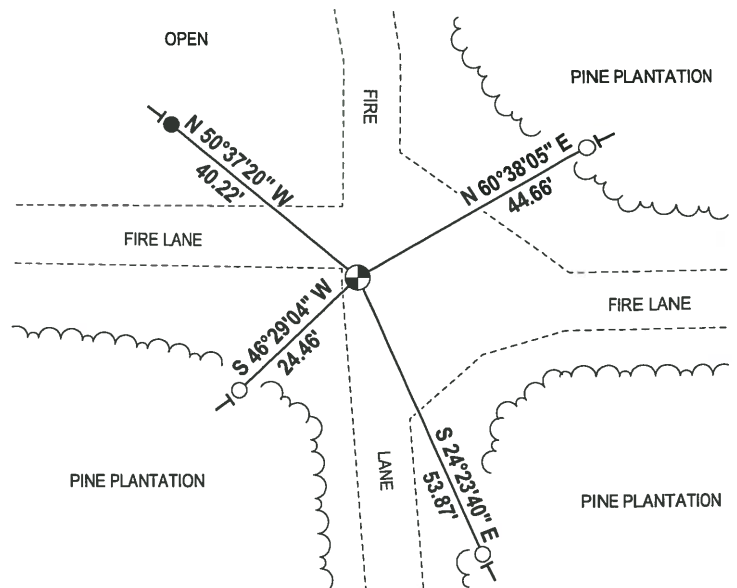 OPEN
PINE PLANTATION
FIRE
N 50°37'20" W
40.22'
N 60°38'05" E
44.66'
FIRE LANE
FIRE LANE
S 46°29'04" W
24.46'
PINE PLANTATION
LANE
S 24°23'40" E
53.87'
PINE PLANTATION